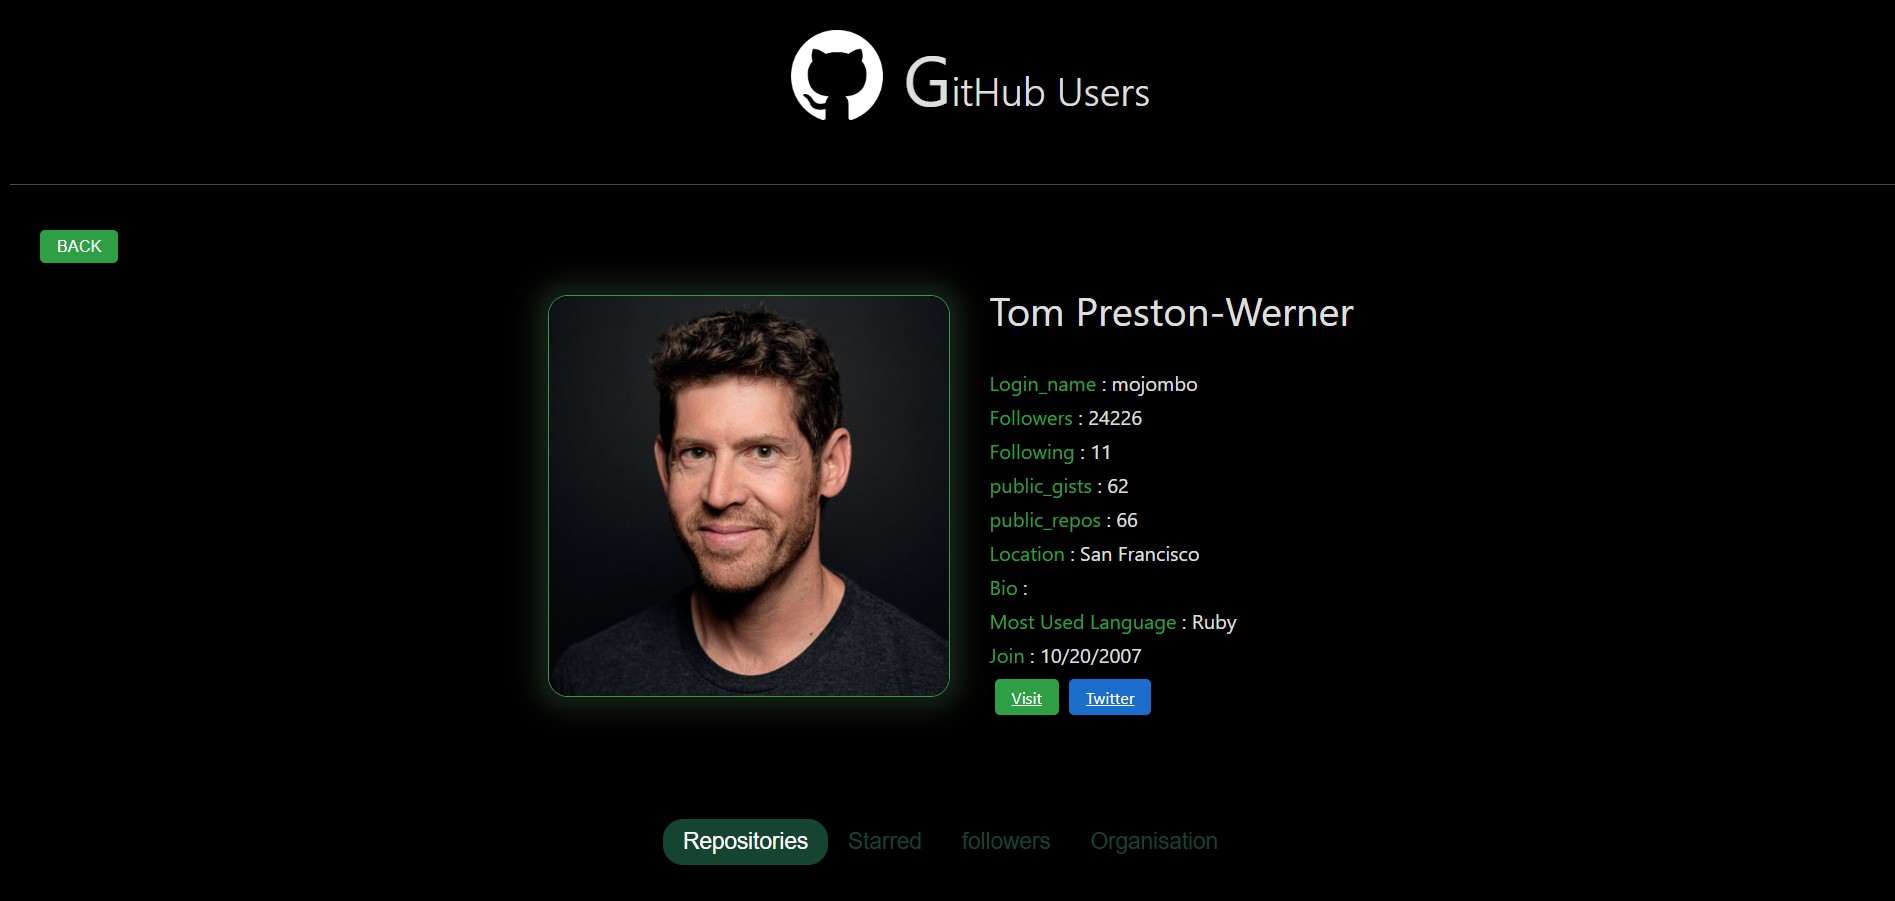 GitHub Users
BACK
Tom Preston-Werner
Login_name : mojombo
Followers : 24226
Following : 11
public_gists : 62
public_repos : 66
Location : San Francisco
Bio :
Most Used Language : Ruby
Join : 10/20/2007
Visit Twitter
Repositories Starred followers Organisation